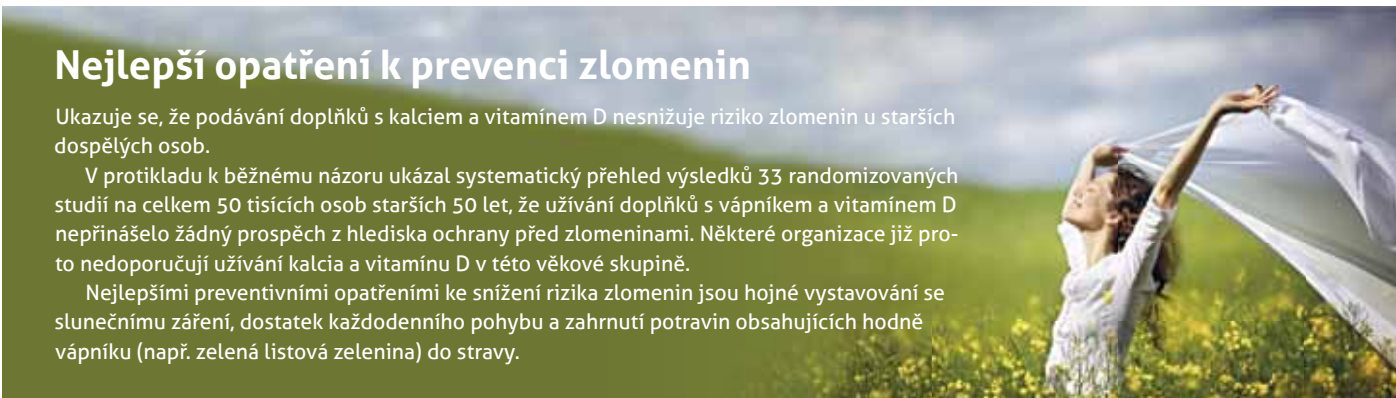 Nejlepší opatření k prevenci zlomenin
Ukazuje se, že podávání doplňků s kalciem a vitamínem D nesnižuje riziko zlomenin u starších
dospělých osob.
V protikladu k běžnému názoru ukázal systematický přehled výsledků 33 randomizovaných
studií na celkem 50 tisících osob starších 50 let, že užívání doplňků s vápníkem a vitamínem D
nepřinášelo žádný prospěch z hlediska ochrany před zlomeninami. Některé organizace již pro-
to nedoporučují užívání kalcia a vitamínu D v této věkové skupině.
Nejlepšími preventivními opatřeními ke snížení rizika zlomenin jsou hojné vystavování se
slunečnímu záření, dostatek každodenního pohybu a zahrnutí potravin obsahujících hodně
vápníku (např. zelená listová zelenina) do stravy.